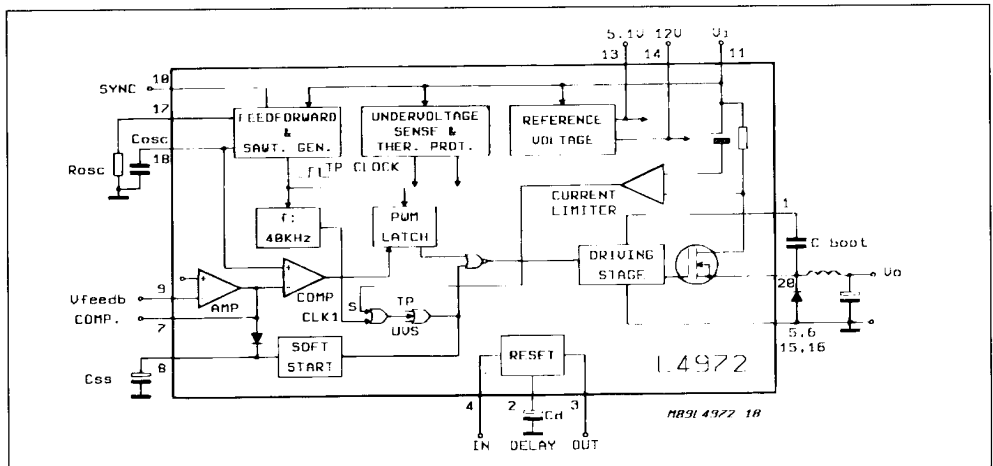 5.1V 12V Vi
13 14 11
10
SYNC
17
FEEDFORWARD
&
SAWT. GEN.
UNDERVOLTAGE
SENSE &
THER. PROT.
REFERENCE
VOLTAGE
Cosc
18
Rosc
TP CLOCK
CURRENT
LIMITER
1
40KHz
PWM
LATCH
DRIVING
STAGE
C boot
+
-
AMP
+
-
COMP
20
Vo
9
Vfeedb
COMP.
7
CLK1
S
TP
UVS
5,6
15,16
SOFT
START
RESET
L4972
Css
8
4 2 3
Cd
M89L4972 18
IN DELAY OUT